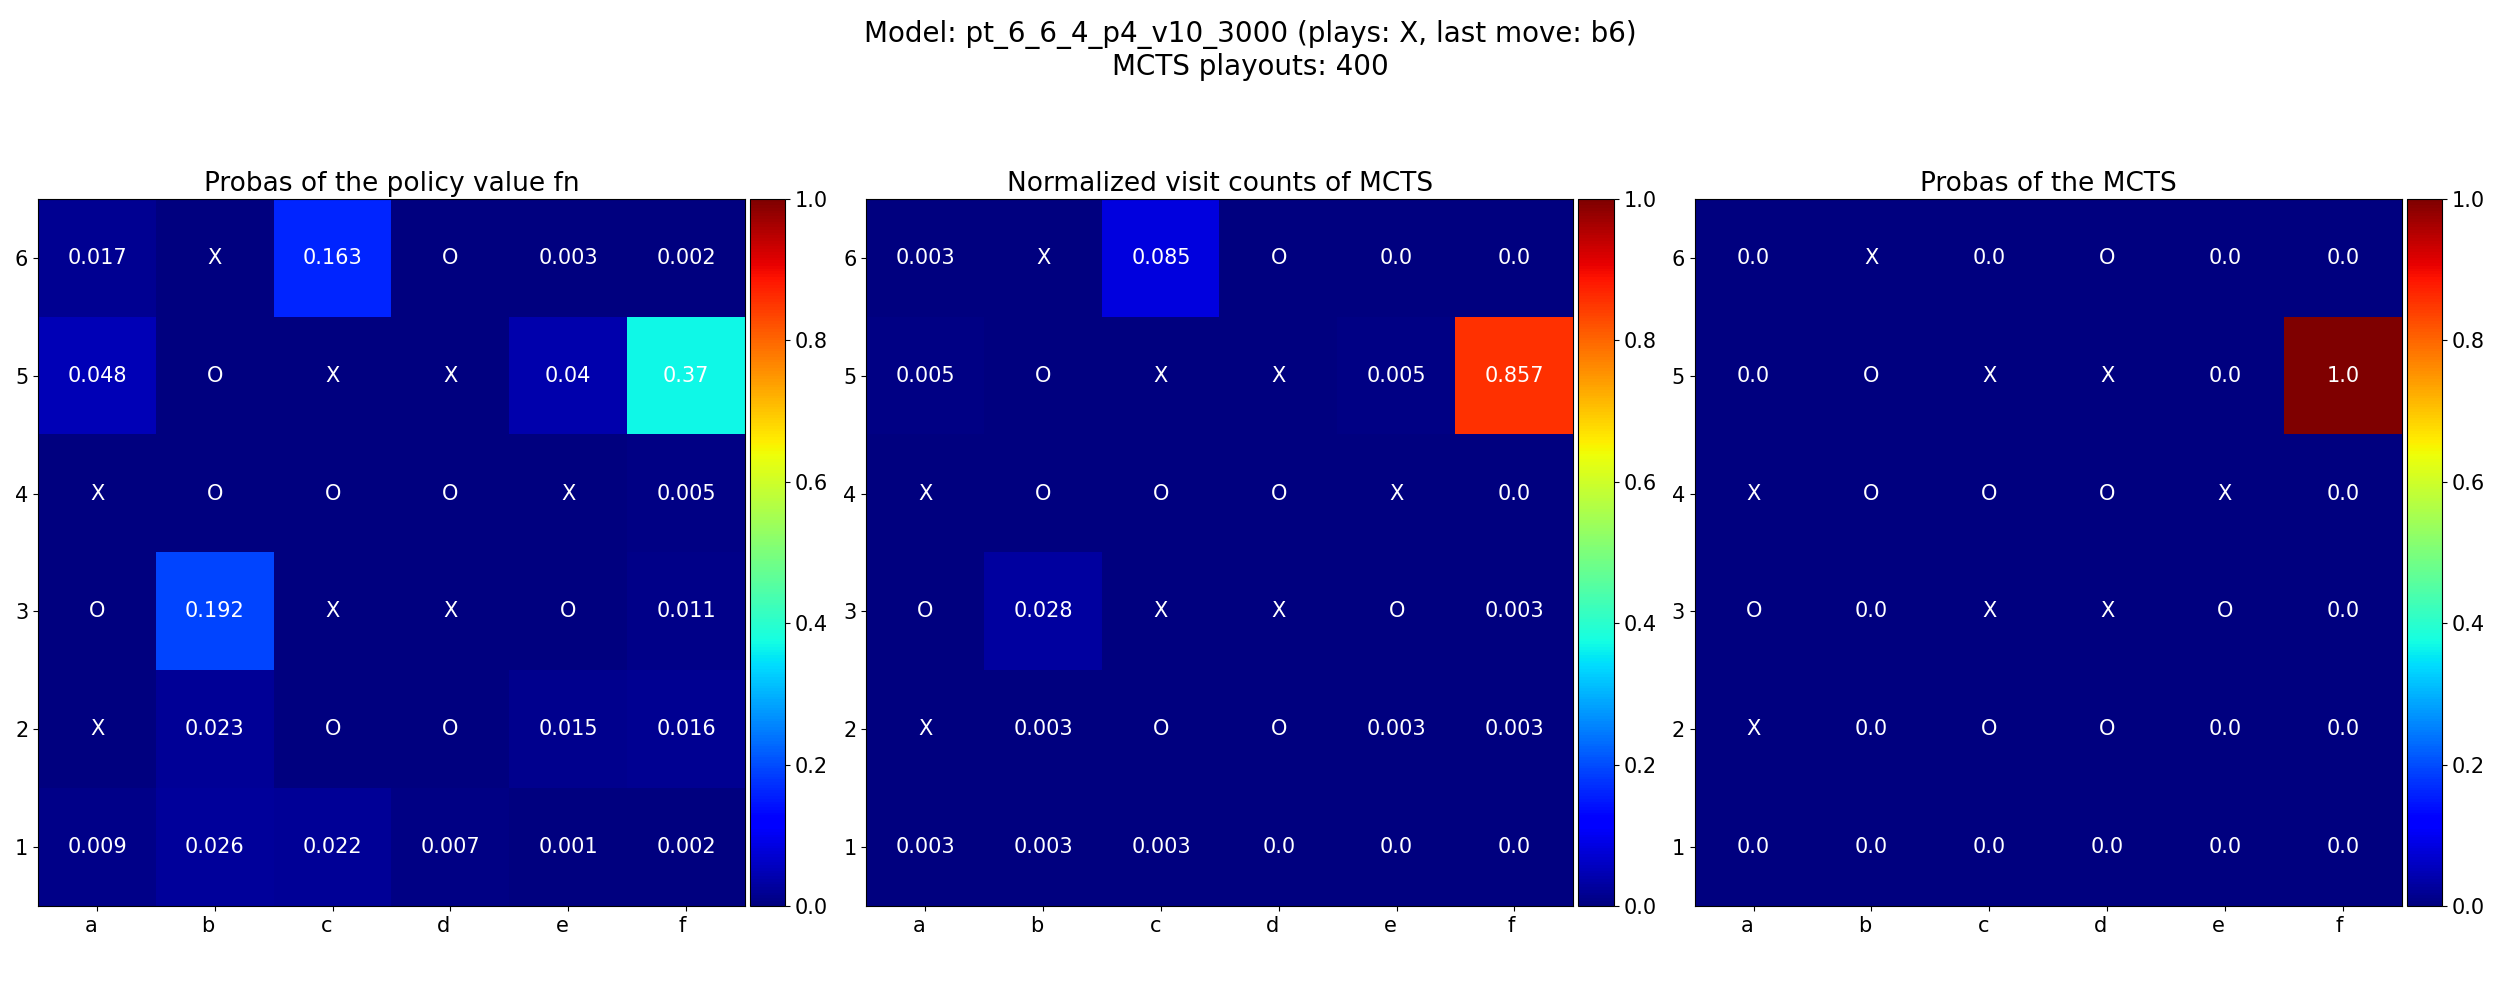 Model: pt_6_6_4_p4_v10_3000 (plays: X, last move: b6)
MCTS playouts: 400
Probas of the policy value fn
6 0.017 X 0.163 O 0.003 0.002
5 0.048 O X X 0.04 0.37
4 X O O O X 0.005
3 O 0.192 X X O 0.011
2 X 0.023 O O 0.015 0.016
1 0.009 0.026 0.022 0.007 0.001 0.002
a b c d e f
1.0
0.8
0.6
0.4
0.2
0.0
Normalized visit counts of MCTS
6 0.003 X 0.085 O 0.0 0.0
5 0.005 O X X 0.005 0.857
4 X O O O X 0.0
3 O 0.028 X X O 0.003
2 X 0.003 O O 0.003 0.003
1 0.003 0.003 0.003 0.0 0.0 0.0
a b c d e f
1.0
0.8
0.6
0.4
0.2
0.0
Probas of the MCTS
6 0.0 X 0.0 O 0.0 0.0
5 0.0 O X X 0.0 1.0
4 X O O O X 0.0
3 O 0.0 X X O 0.0
2 X 0.0 O O 0.0 0.0
1 0.0 0.0 0.0 0.0 0.0 0.0
a b c d e f
1.0
0.8
0.6
0.4
0.2
0.0